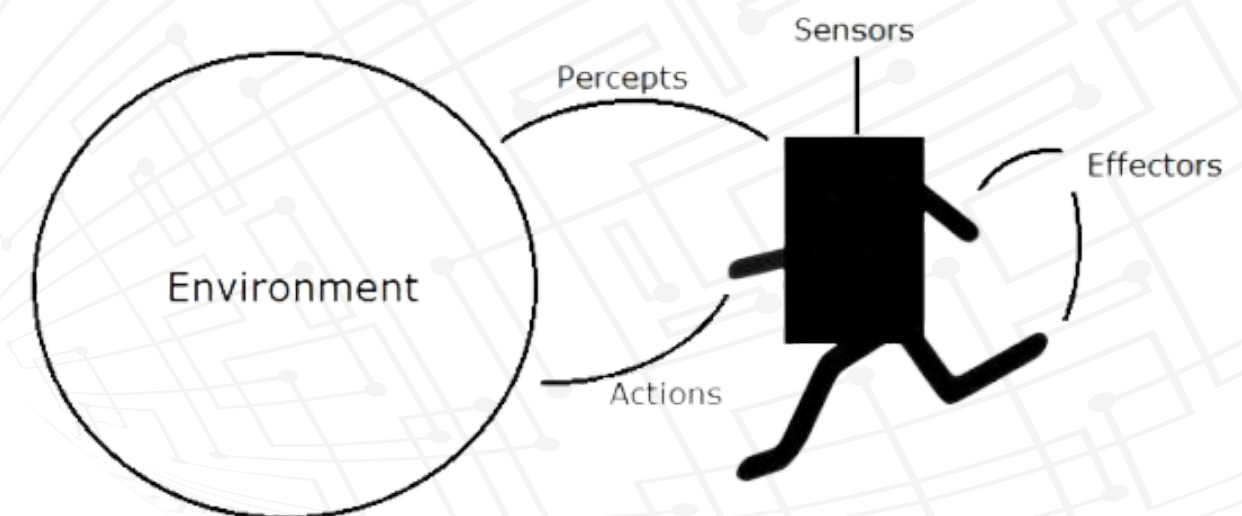 Sensors
Percepts
Effectors
Environment
Actions